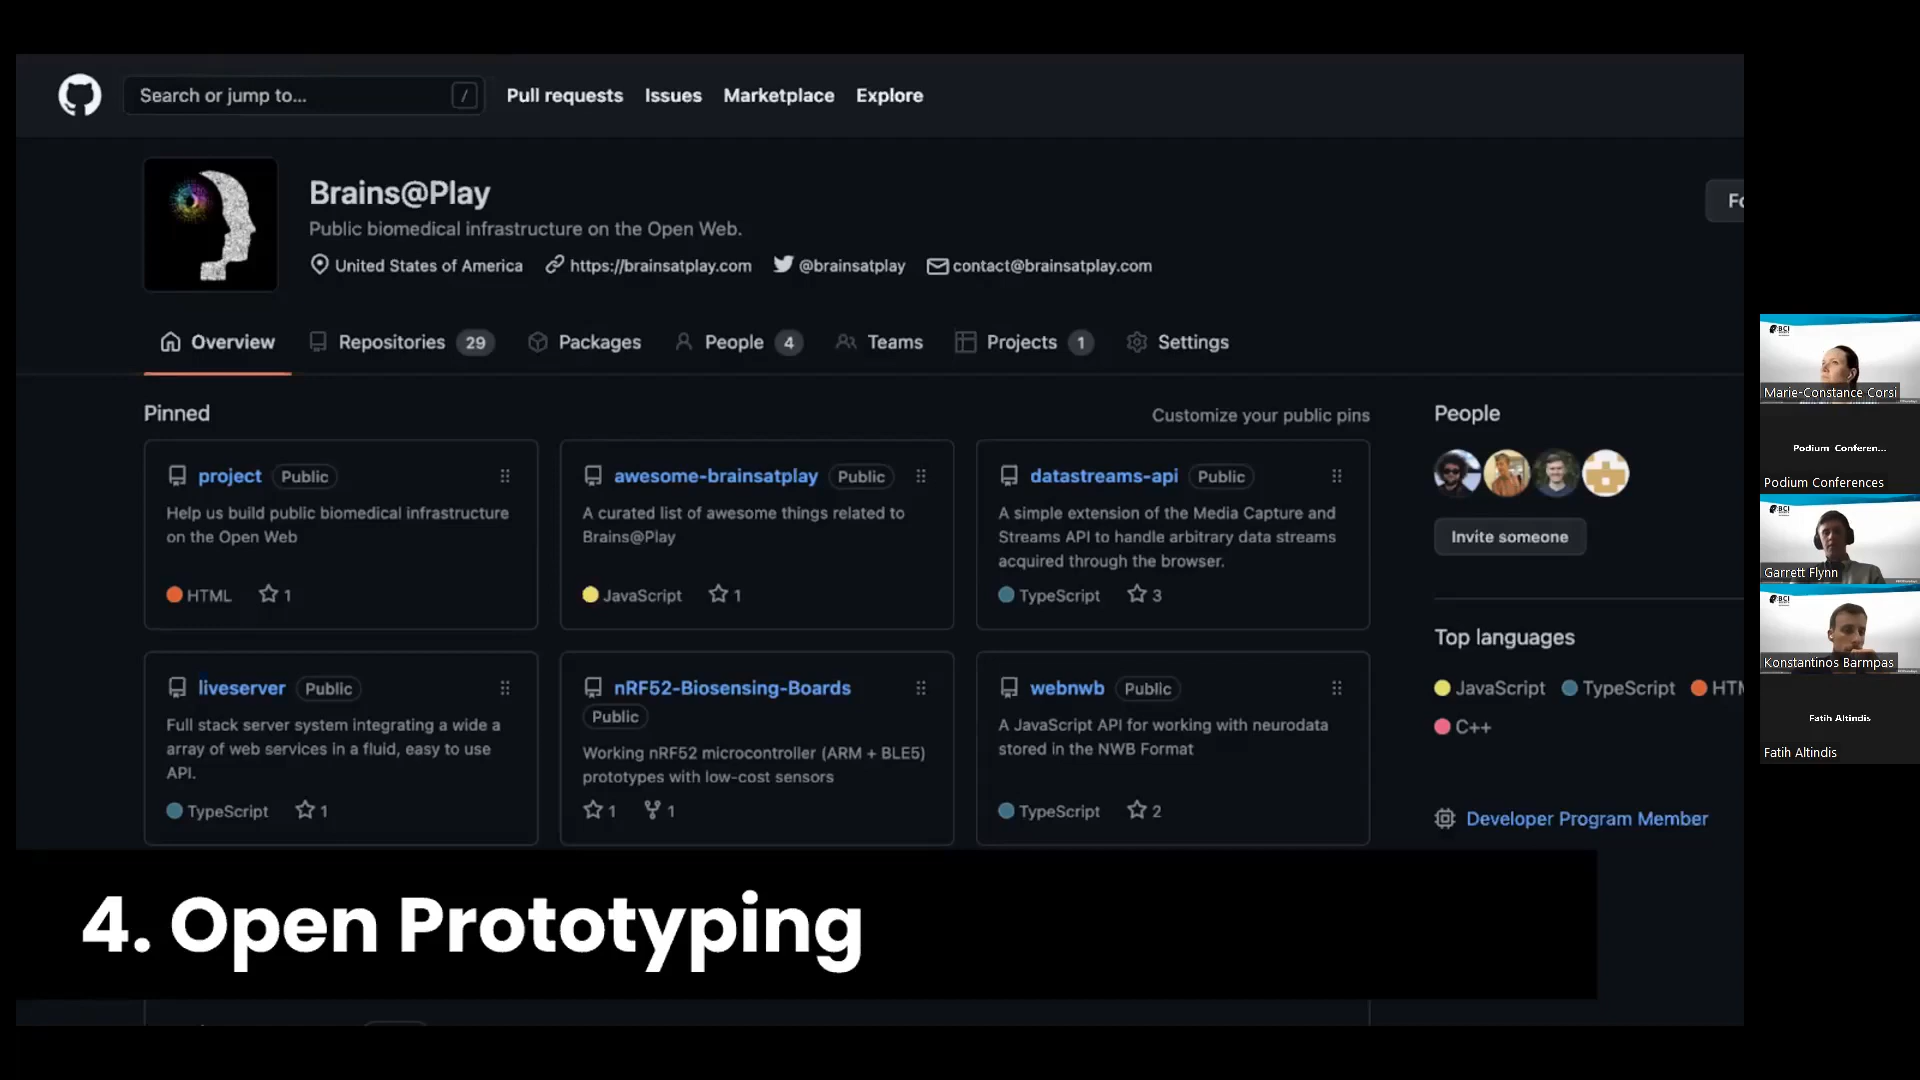 Search or jump to... /
Pull requests Issues Marketplace Explore
Brains@Play
Public biomedical infrastructure on the Open Web.
United States of America https://brainsatplay.com @brainsatplay contact@brainsatplay.com
Fo
Overview Repositories 29 Packages People 4 Teams Projects 1 Settings
Pinned
Customize your public pins
project Public
Help us build public biomedical infrastructure
on the Open Web
HTML 1
awesome-brainsatplay Public
A curated list of awesome things related to
Brains@Play
JavaScript 1
datastreams-api Public
A simple extension of the Media Capture and
Streams API to handle arbitrary data streams
acquired through the browser.
TypeScript 3
liveserver Public
Full stack server system integrating a wide a
array of web services in a fluid, easy to use
API.
TypeScript 1
nRF52-Biosensing-Boards
Public
Working nRF52 microcontroller (ARM + BLE5)
prototypes with low-cost sensors
1 1
webnwb Public
A JavaScript API for working with neurodata
stored in the NWB Format
TypeScript 2
People
Invite someone
Top languages
JavaScript TypeScript HTM
C++
Developer Program Member
4. Open Prototyping
BCI
Marie-Constance Corsi
Podium Conferen...
Podium Conferences
BCI
Garrett Flynn
BCI
Konstantinos Barmpas
Fatih Altindis
Fatih Altindis